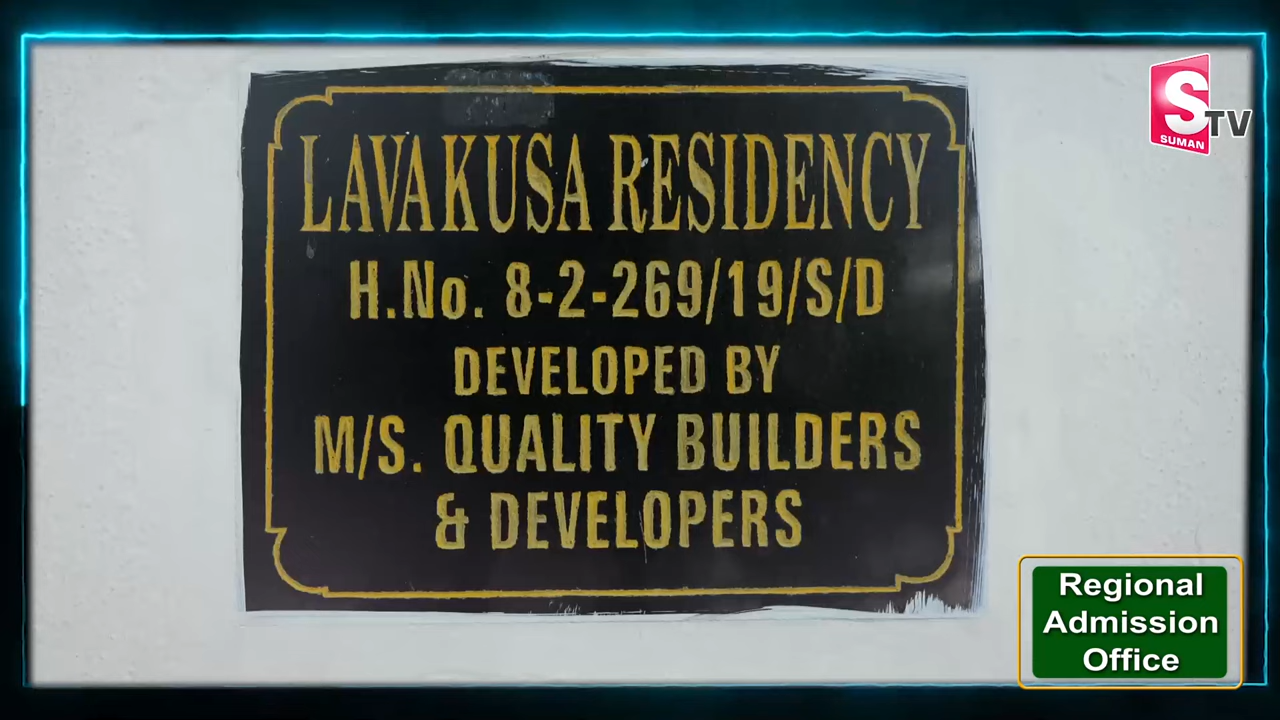 LAVAKUSA RESIDENCY
H.No. 8-2-269/19/S/D
DEVELOPED BY
M/S. QUALITY BUILDERS
& DEVELOPERS
S TV
SUMAN
Regional
Admission
Office